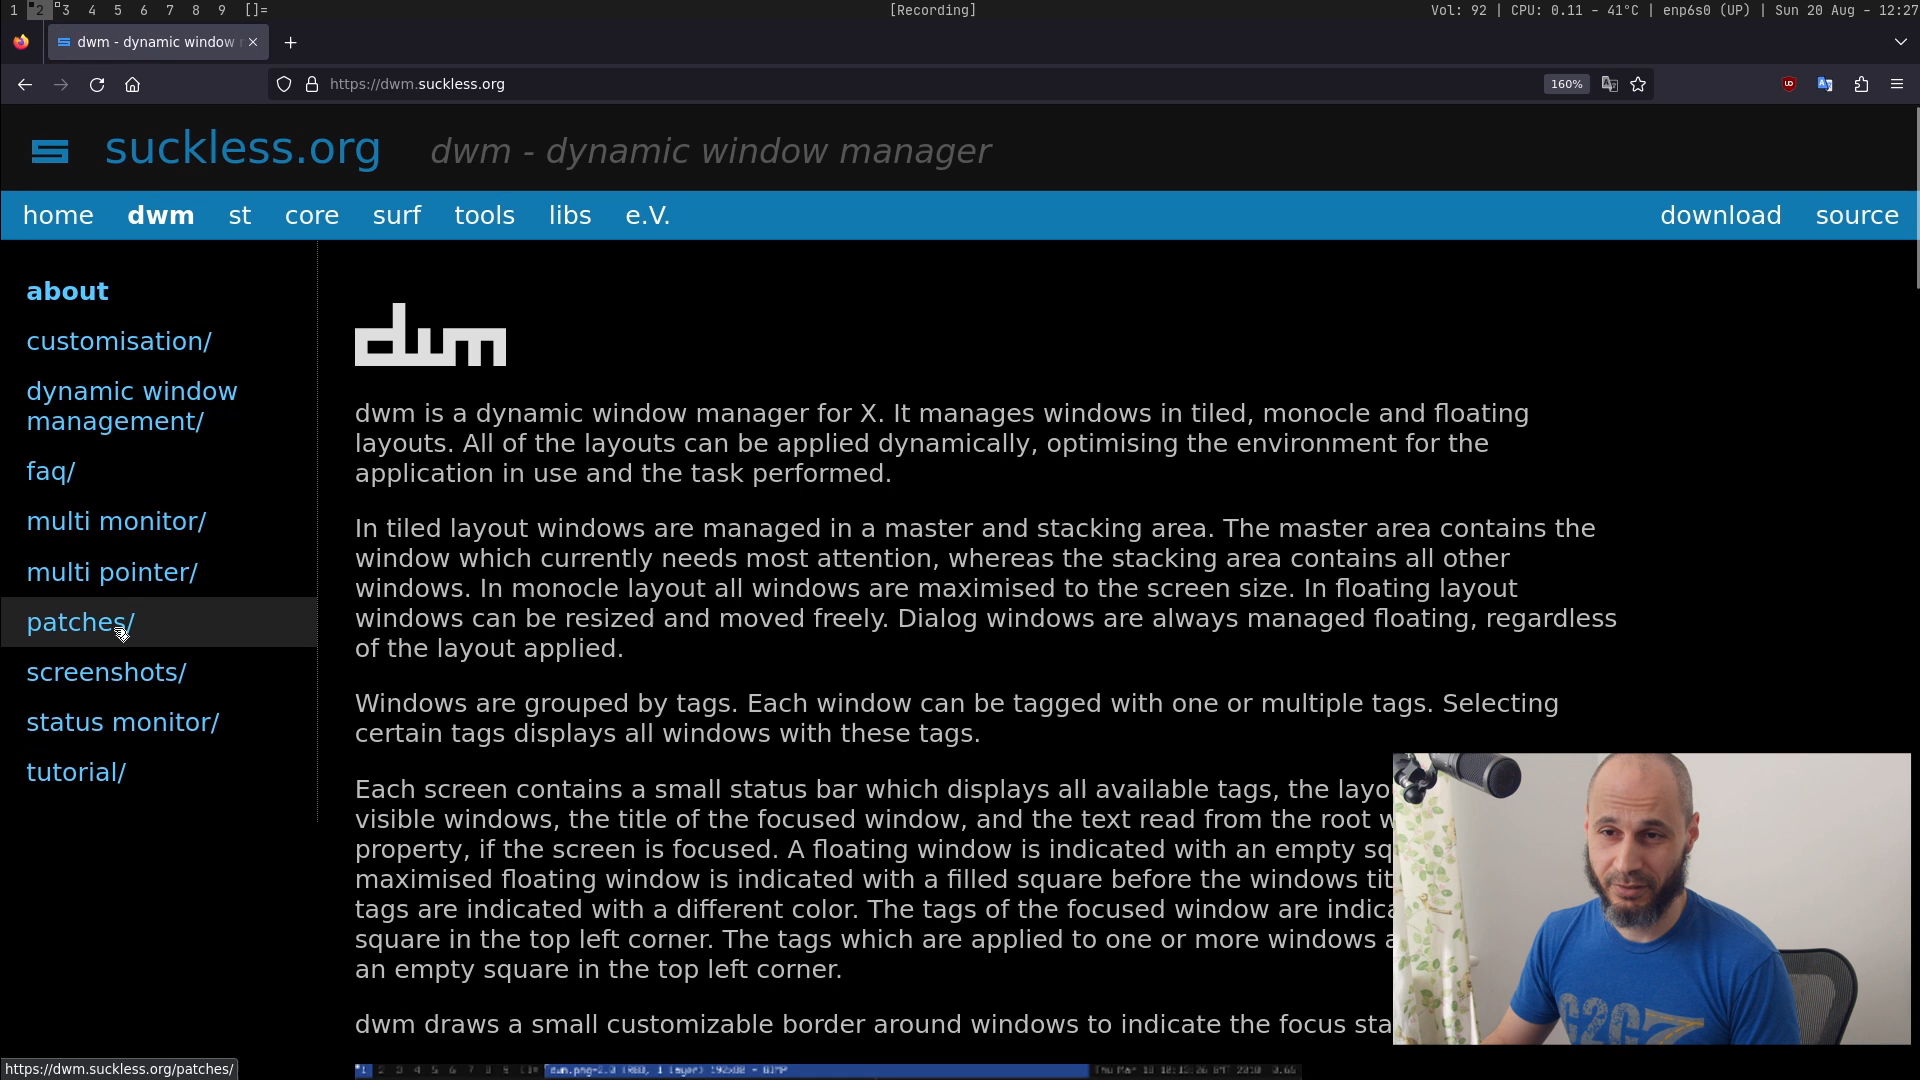 1 2 3 4 5 6 7 8 9 []=
[Recording]
Vol: 92 | CPU: 0.11 - 41°C | enp6s0 (UP) | Sun 20 Aug - 12:27
dwm - dynamic window
https://dwm.suckless.org
160%
suckless.org
dwm - dynamic window manager
home dwm st core surf tools libs e.V. download source
about
customisation/
dynamic window
management/
faq/
multi monitor/
multi pointer/
patches/
screenshots/
status monitor/
tutorial/
dwm
dwm is a dynamic window manager for X. It manages windows in tiled, monocle and floating
layouts. All of the layouts can be applied dynamically, optimising the environment for the
application in use and the task performed.
In tiled layout windows are managed in a master and stacking area. The master area contains the
window which currently needs most attention, whereas the stacking area contains all other
windows. In monocle layout all windows are maximised to the screen size. In floating layout
windows can be resized and moved freely. Dialog windows are always managed floating, regardless
of the layout applied.
Windows are grouped by tags. Each window can be tagged with one or multiple tags. Selecting
certain tags displays all windows with these tags.
Each screen contains a small status bar which displays all available tags, the layo
visible windows, the title of the focused window, and the text read from the root w
property, if the screen is focused. A floating window is indicated with an empty sq
maximised floating window is indicated with a filled square before the windows tit
tags are indicated with a different color. The tags of the focused window are indica
square in the top left corner. The tags which are applied to one or more windows a
an empty square in the top left corner.
dwm draws a small customizable border around windows to indicate the focus sta
https://dwm.suckless.org/patches/